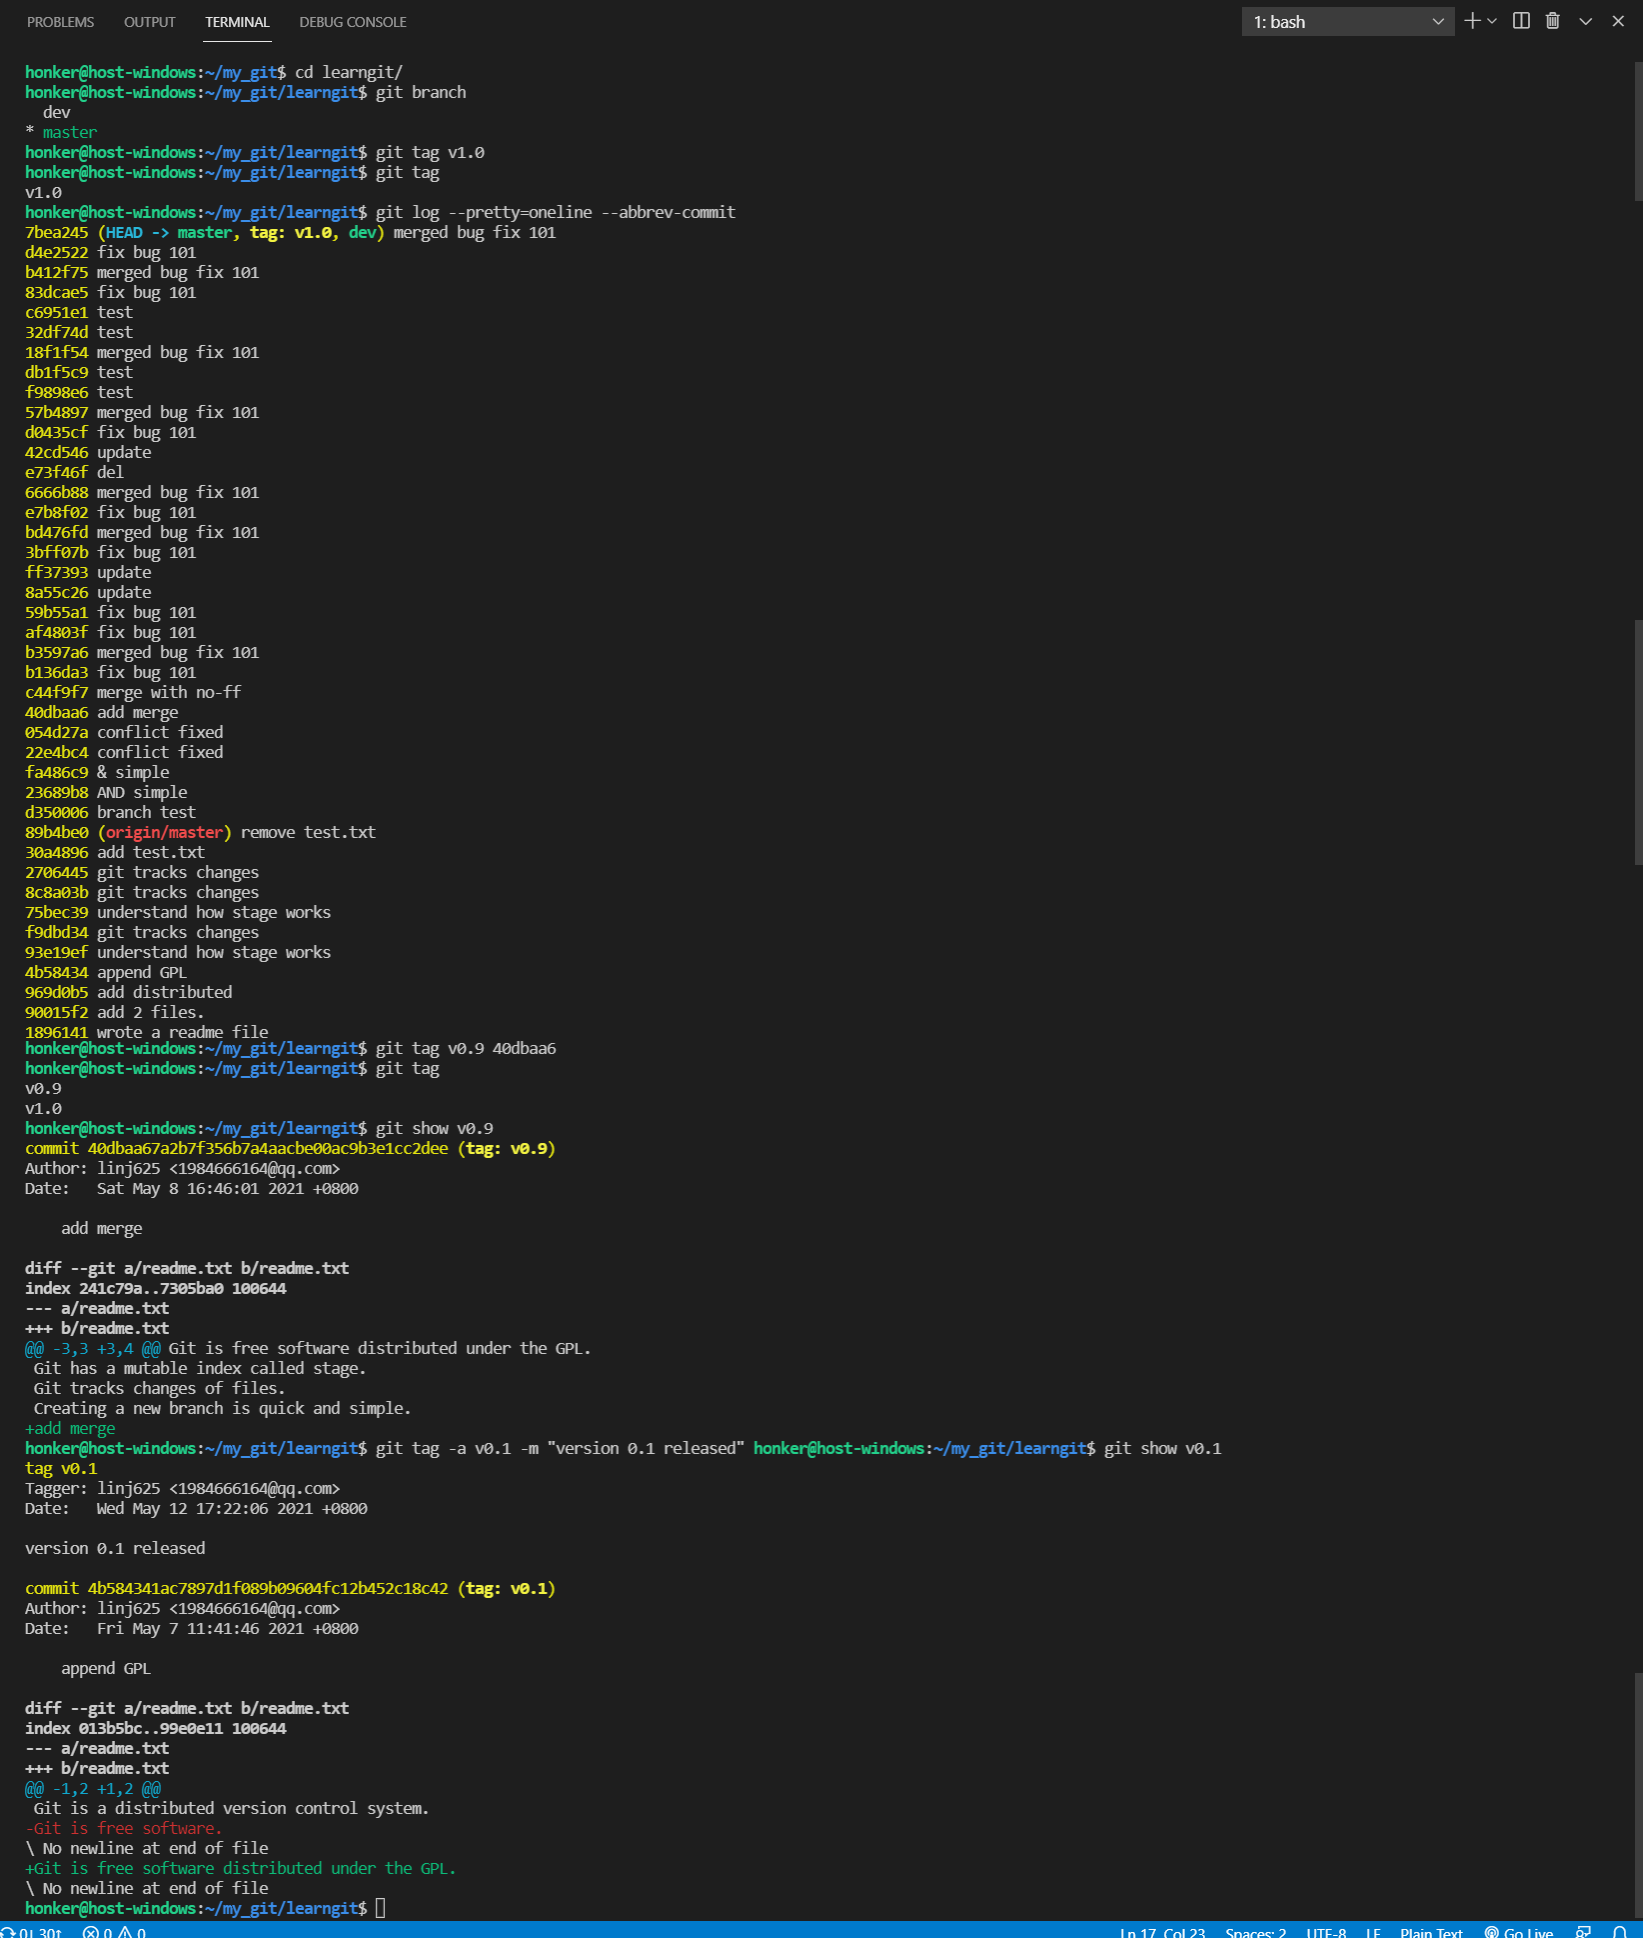 PROBLEMS OUTPUT TERMINAL DEBUG CONSOLE 1: bash
honker@host-windows:~/my_git$ cd learngit/
honker@host-windows:~/my_git/learngit$ git branch
  dev
* master
honker@host-windows:~/my_git/learngit$ git tag v1.0
honker@host-windows:~/my_git/learngit$ git tag
v1.0
honker@host-windows:~/my_git/learngit$ git log --pretty=oneline --abbrev-commit
7bea245 (HEAD -> master, tag: v1.0, dev) merged bug fix 101
d4e2522 fix bug 101
b412f75 merged bug fix 101
83dcae5 fix bug 101
c6951e1 test
32df74d test
18f1f54 merged bug fix 101
db1f5c9 test
f9898e6 test
57b4897 merged bug fix 101
d0435cf fix bug 101
42cd546 update
e73f46f del
6666b88 merged bug fix 101
e7b8f02 fix bug 101
bd476fd merged bug fix 101
3bff07b fix bug 101
ff37393 update
8a55c26 update
59b55a1 fix bug 101
af4803f fix bug 101
b3597a6 merged bug fix 101
b136da3 fix bug 101
c44f9f7 merge with no-ff
40dbaa6 add merge
054d27a conflict fixed
22e4bc4 conflict fixed
fa486c9 & simple
23689b8 AND simple
d350006 branch test
89b4be0 (origin/master) remove test.txt
30a4896 add test.txt
2706445 git tracks changes
8c8a03b git tracks changes
75bec39 understand how stage works
f9dbd34 git tracks changes
93e19ef understand how stage works
4b58434 append GPL
969d0b5 add distributed
90015f2 add 2 files.
1896141 wrote a readme file
honker@host-windows:~/my_git/learngit$ git tag v0.9 40dbaa6
honker@host-windows:~/my_git/learngit$ git tag
v0.9
v1.0
honker@host-windows:~/my_git/learngit$ git show v0.9
commit 40dbaa67a2b7f356b7a4aacbe00ac9b3e1cc2dee (tag: v0.9)
Author: linj625 <1984666164@qq.com>
Date:   Sat May 8 16:46:01 2021 +0800
    add merge
diff --git a/readme.txt b/readme.txt
index 241c79a..7305ba0 100644
--- a/readme.txt
+++ b/readme.txt
@@ -3,3 +3,4 @@ Git is free software distributed under the GPL.
 Git has a mutable index called stage.
 Git tracks changes of files.
 Creating a new branch is quick and simple.
+add merge
honker@host-windows:~/my_git/learngit$ git tag -a v0.1 -m "version 0.1 released" honker@host-windows:~/my_git/learngit$ git show v0.1
tag v0.1
Tagger: linj625 <1984666164@qq.com>
Date:   Wed May 12 17:22:06 2021 +0800
version 0.1 released
commit 4b584341ac7897d1f089b09604fc12b452c18c42 (tag: v0.1)
Author: linj625 <1984666164@qq.com>
Date:   Fri May 7 11:41:46 2021 +0800
    append GPL
diff --git a/readme.txt b/readme.txt
index 013b5bc..99e0e11 100644
--- a/readme.txt
+++ b/readme.txt
@@ -1,2 +1,2 @@
 Git is a distributed version control system.
-Git is free software.
\ No newline at end of file
+Git is free software distributed under the GPL.
\ No newline at end of file
honker@host-windows:~/my_git/learngit$
0↓ 30↑ 0 0 Ln 17, Col 23 Spaces: 2 UTF-8 LF Plain Text Go Live